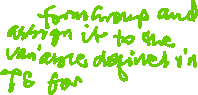 formGroup and
assign it to the
variable defined in
TS for